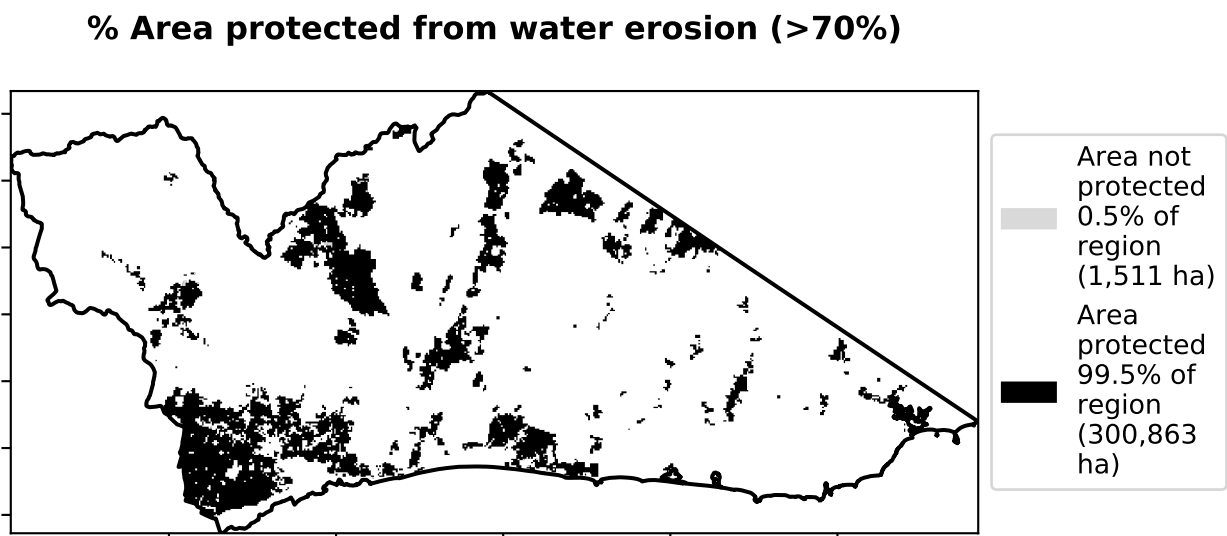 % Area protected from water erosion (>70%)
Area not
protected
0.5% of
region
(1,511 ha)
Area
protected
99.5% of
region
(300,863
ha)